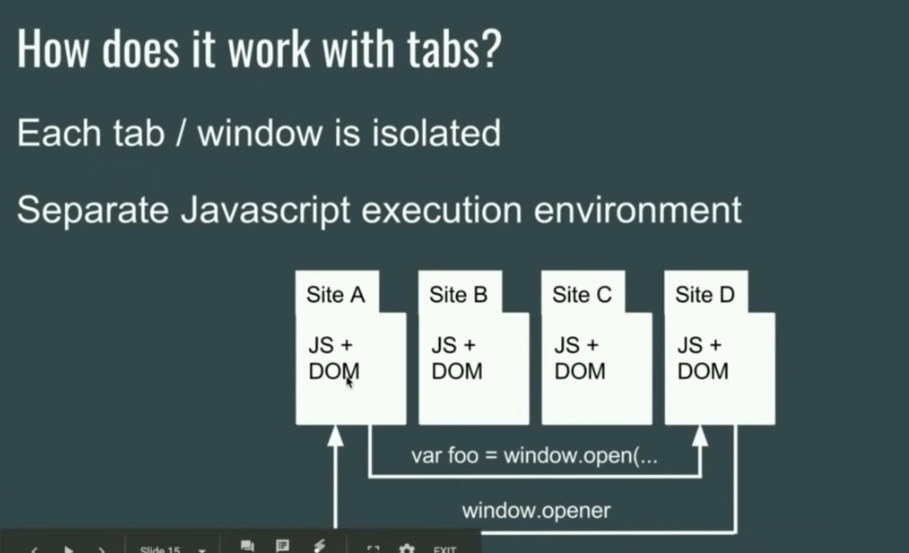 How does it work with tabs?
Each tab / window is isolated
Separate Javascript execution environment
Site A
JS +
DOM
Site B
JS +
DOM
Site C
JS +
DOM
Site D
JS +
DOM
var foo = window.open(...
window.opener
Slide 15
EXIT